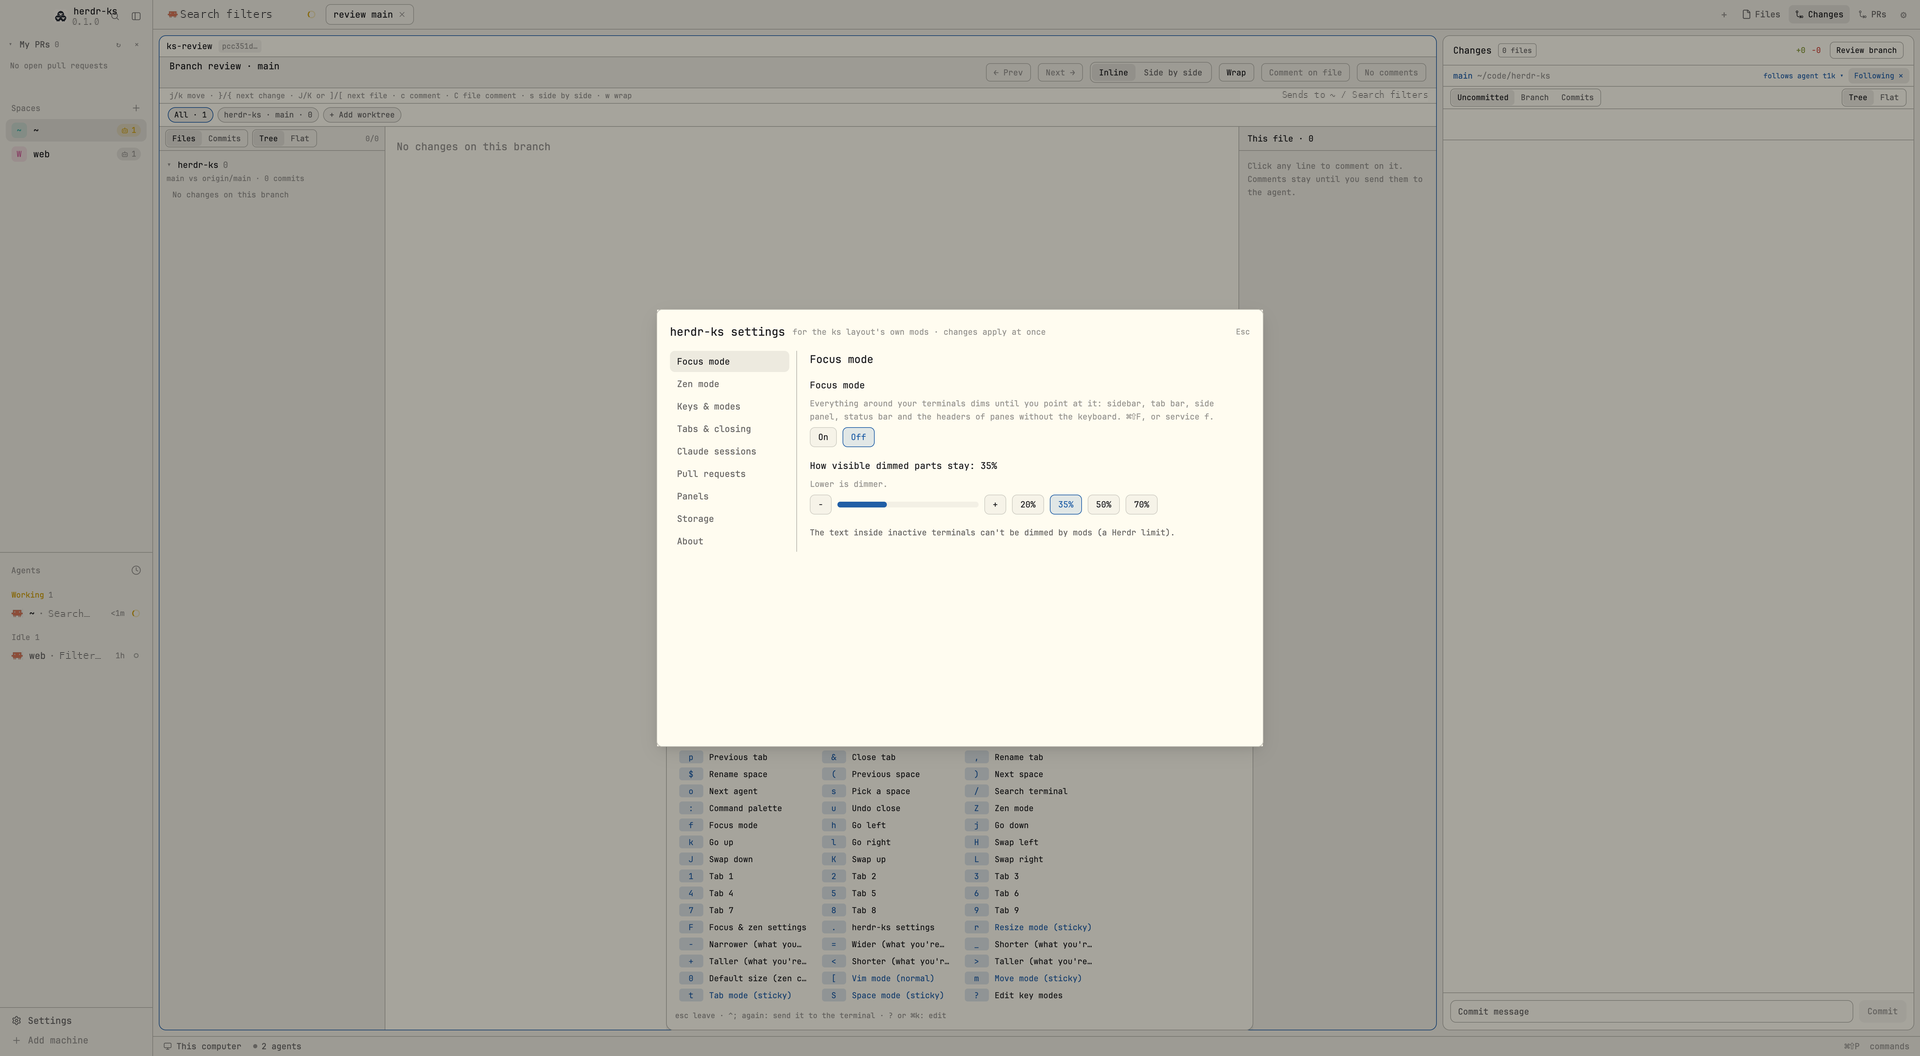 herdr-ks
0.1.0
My PRs 0
No open pull requests
Spaces
~ ~ 1
W web 1
Agents
Working 1
~ · Search… <1m
Idle 1
web · Filter… 1h
Settings
+ Add machine
Search filters
review main ×
+ Files Changes PRs
ks-review pcc351d…
Branch review · main
← Prev Next → Inline Side by side Wrap Comment on file No comments
j/k move · }/{ next change · J/K or ]/[ next file · c comment · C file comment · s side by side · w wrap
Sends to ~ / Search filters
All · 1 herdr-ks · main · 0 + Add worktree
Files Commits Tree Flat 0/0
herdr-ks 0
main vs origin/main · 0 commits
No changes on this branch
No changes on this branch
This file · 0
Click any line to comment on it.
Comments stay until you send them to
the agent.
Changes 0 files +0 -0 Review branch
main ~/code/herdr-ks follows agent t1k • Following ×
Uncommitted Branch Commits Tree Flat
Commit message Commit
herdr-ks settings for the ks layout's own mods · changes apply at once Esc
Focus mode
Zen mode
Keys & modes
Tabs & closing
Claude sessions
Pull requests
Panels
Storage
About
Focus mode
Focus mode
Everything around your terminals dims until you point at it: sidebar, tab bar, side
panel, status bar and the headers of panes without the keyboard. ⌘⇧F, or service f.
On Off
How visible dimmed parts stay: 35%
Lower is dimmer.
- + 20% 35% 50% 70%
The text inside inactive terminals can't be dimmed by mods (a Herdr limit).
p Previous tab & Close tab , Rename tab
$ Rename space ( Previous space ) Next space
o Next agent s Pick a space / Search terminal
: Command palette u Undo close Z Zen mode
f Focus mode h Go left j Go down
k Go up l Go right H Swap left
J Swap down K Swap up L Swap right
1 Tab 1 2 Tab 2 3 Tab 3
4 Tab 4 5 Tab 5 6 Tab 6
7 Tab 7 8 Tab 8 9 Tab 9
F Focus & zen settings . herdr-ks settings r Resize mode (sticky)
- Narrower (what you… = Wider (what you're… _ Shorter (what you'r…
+ Taller (what you're… < Shorter (what you'r… > Taller (what you're…
0 Default size (zen c… [ Vim mode (normal) m Move mode (sticky)
t Tab mode (sticky) S Space mode (sticky) ? Edit key modes
esc leave · ^; again: send it to the terminal · ? or ⌘k: edit
This computer 2 agents
⌘⇧P commands